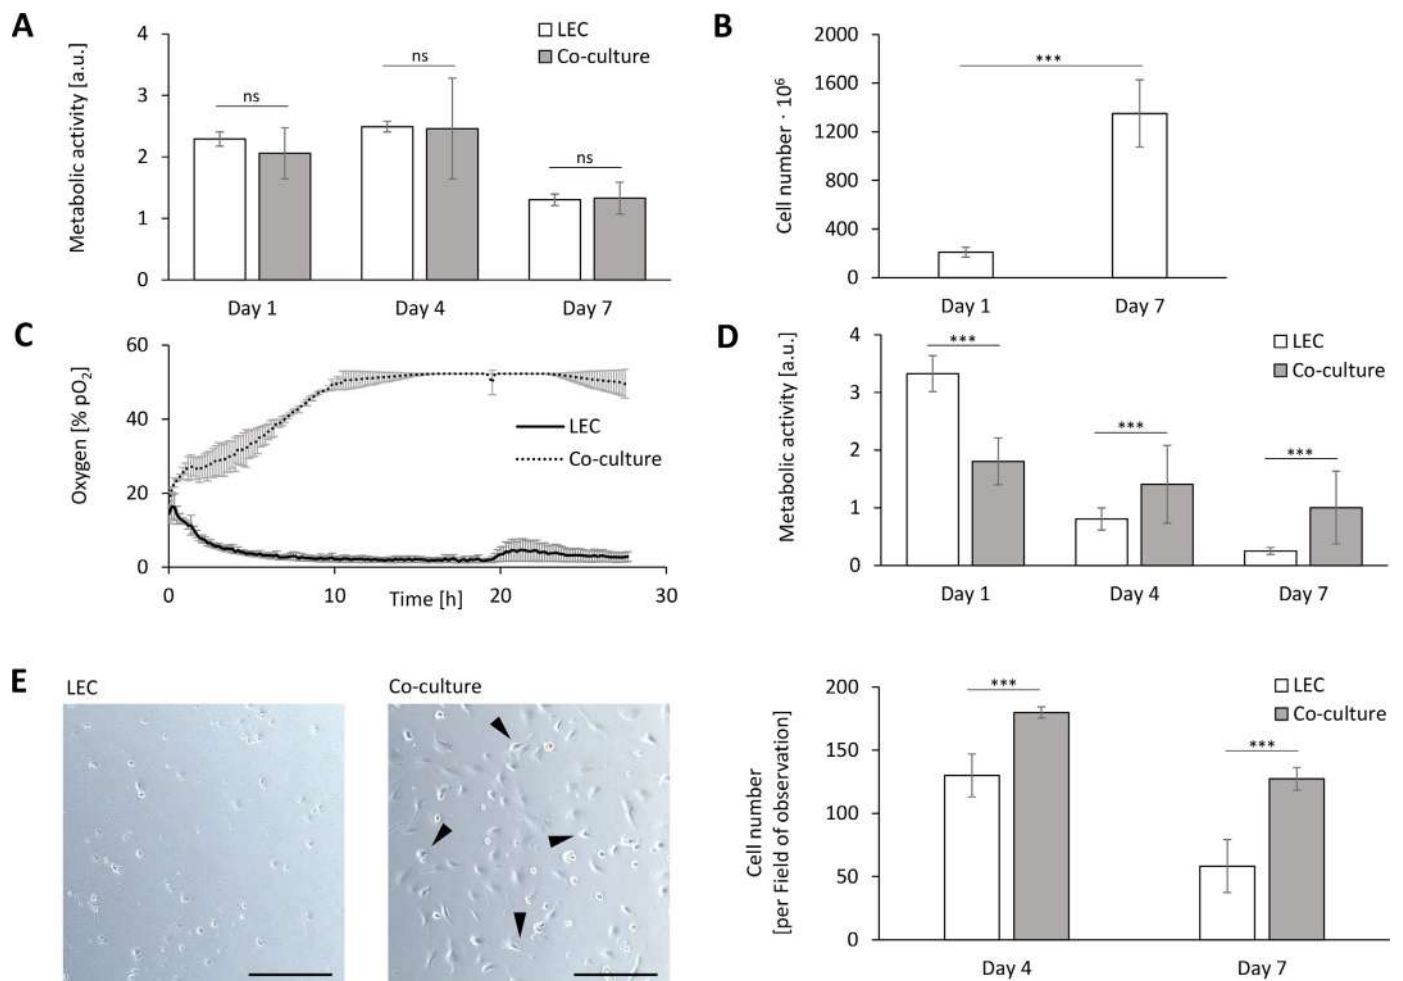 A
Metabolic activity [a.u.]
4
3
2
1
0
ns
ns
ns
LEC
Co-culture
Day 1
Day 4
Day 7
B
Cell number · 10⁶
2000
1600
1200
800
400
0
***
Day 1
Day 7
C
Oxygen [% pO₂]
60
40
20
0
LEC
Co-culture
0
10
20
30
Time [h]
D
Metabolic activity [a.u.]
4
3
2
1
0
***
***
***
LEC
Co-culture
Day 1
Day 4
Day 7
E
LEC
Co-culture
Cell number
[per Field of observation]
200
150
100
50
0
***
***
LEC
Co-culture
Day 4
Day 7